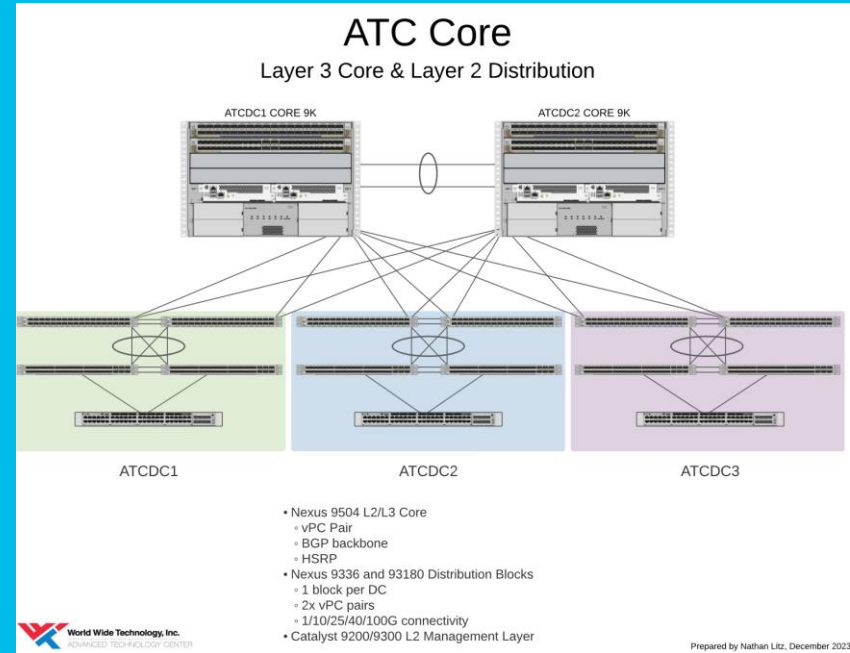 ATC Core
Layer 3 Core & Layer 2 Distribution
ATCDC1 CORE 9K
ATCDC2 CORE 9K
ATCDC1
ATCDC2
ATCDC3
• Nexus 9504 L2/L3 Core
◦ vPC Pair
◦ BGP backbone
◦ HSRP
• Nexus 9336 and 93180 Distribution Blocks
◦ 1 block per DC
◦ 2x vPC pairs
◦ 1/10/25/40/100G connectivity
• Catalyst 9200/9300 L2 Management Layer
World Wide Technology, Inc.
ADVANCED TECHNOLOGY CENTER
Prepared by Nathan Litz, December 2023